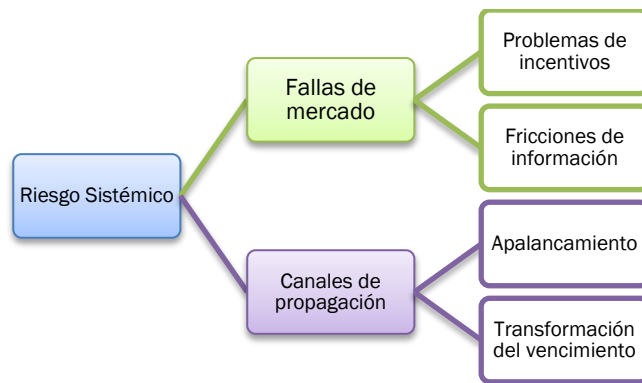 Riesgo Sistémico
Fallas de
mercado
Problemas de
incentivos
Fricciones de
información
Canales de
propagación
Apalancamiento
Transformación
del vencimiento